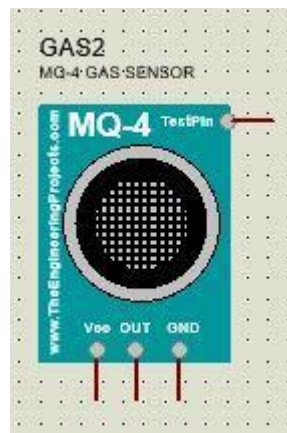 GAS2
MQ-4 GAS SENSOR
MQ-4
TestPin
www.TheEngineeringProjects.com
Vcc OUT GND